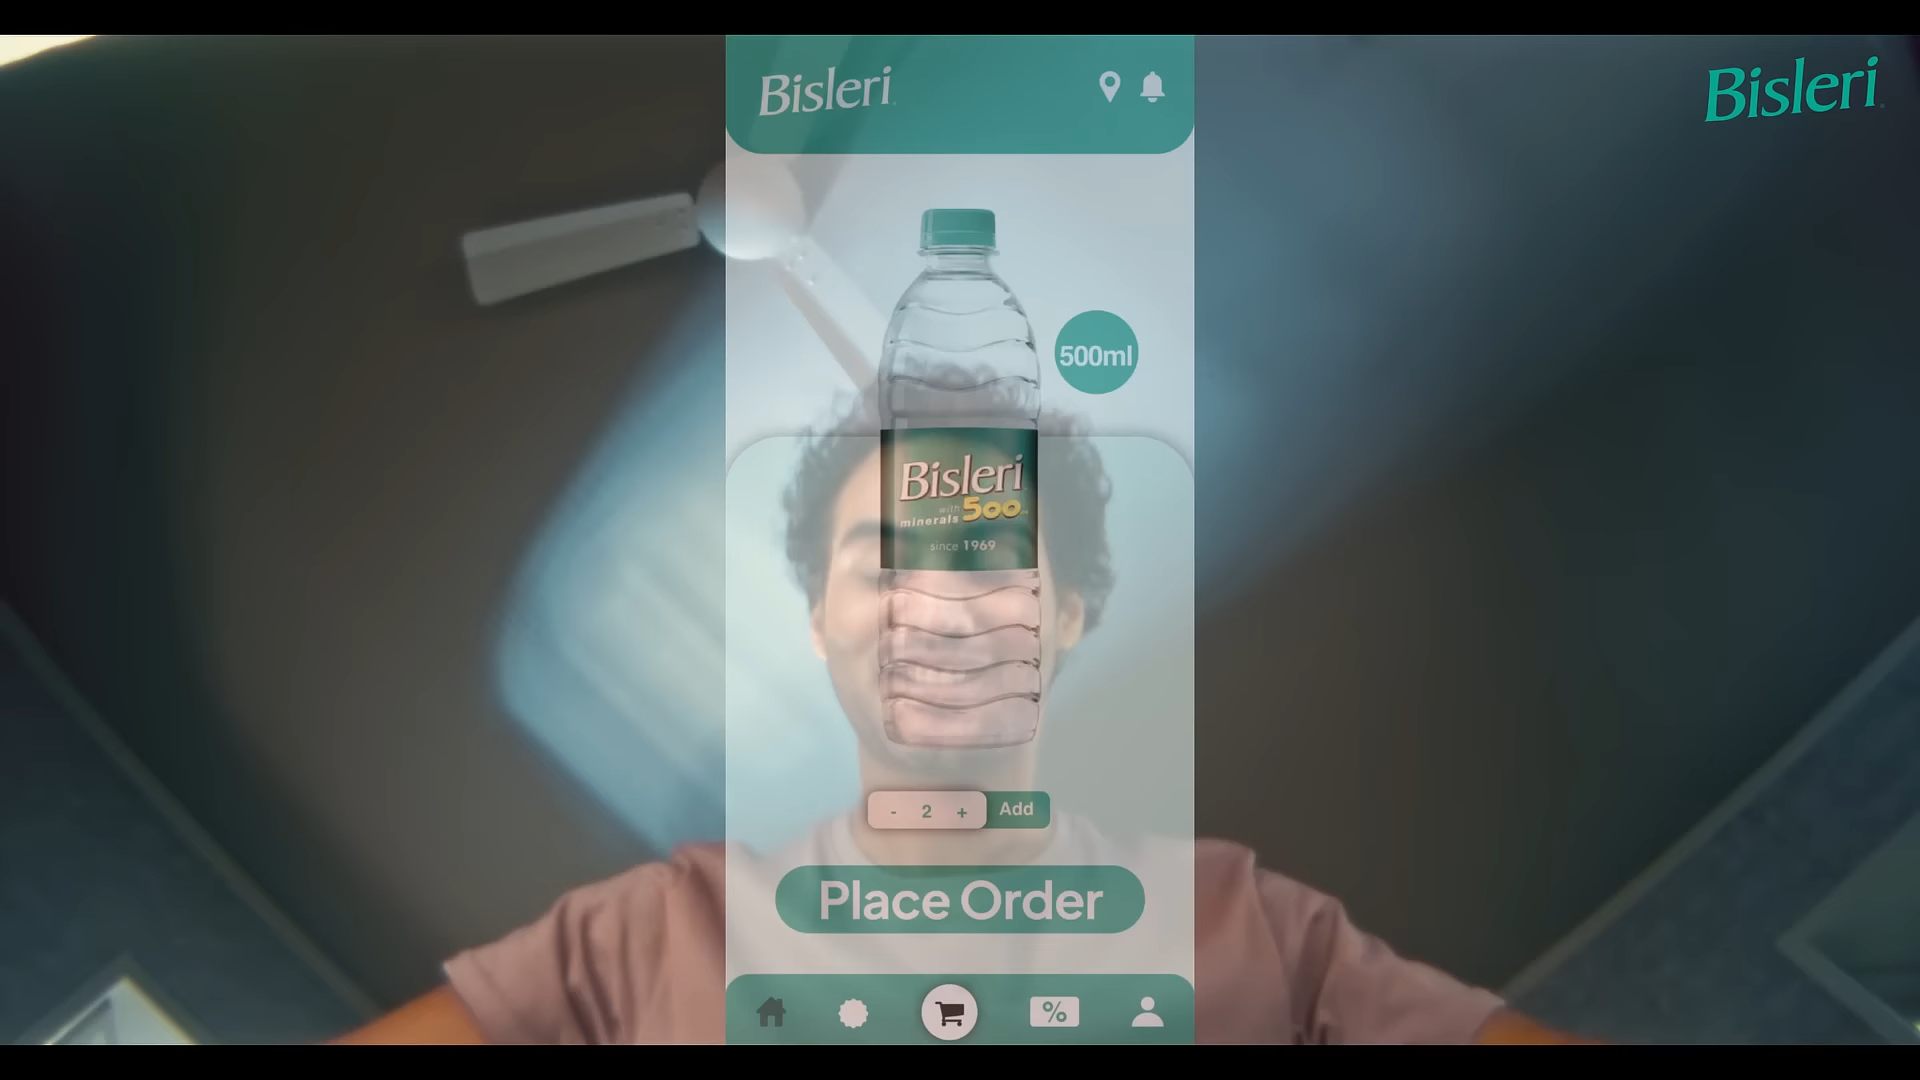 Bisleri
Bisleri
500ml
Bisleri
with
minerals 500
since 1969
- 2 +
Add
Place Order
%